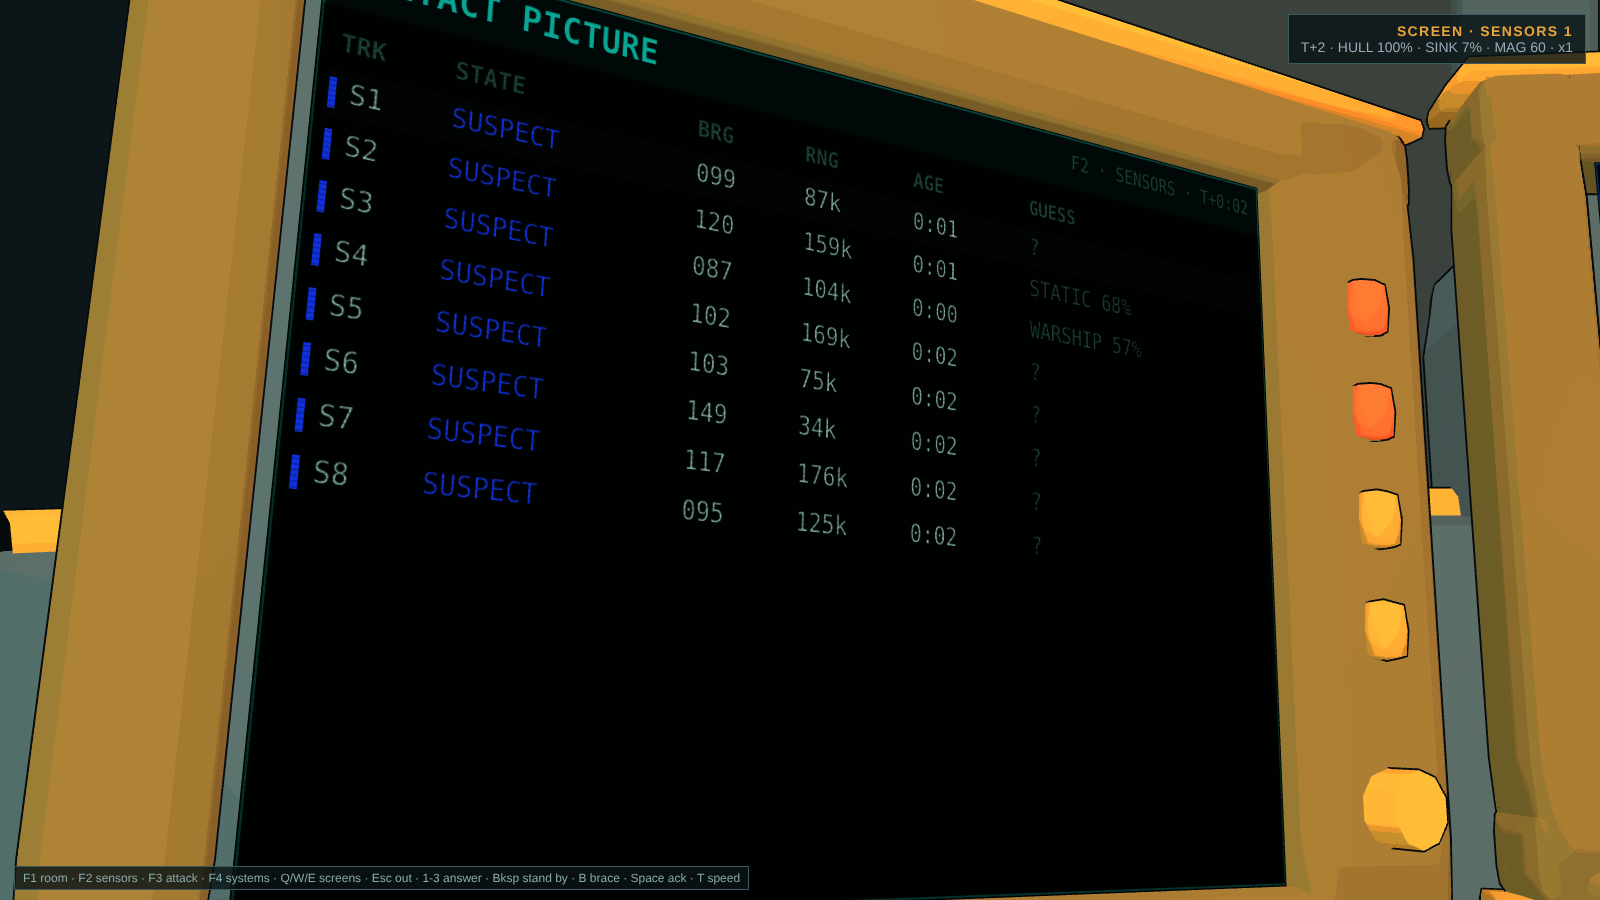 PICTURE
F2 · SENSORS · T+0:02
TRK STATE BRG RNG AGE GUESS
S1 SUSPECT 099 87k 0:01 ?
S2 SUSPECT 120 159k 0:01 STATIC 68%
S3 SUSPECT 087 104k 0:00 WARSHIP 57%
S4 SUSPECT 102 169k 0:02 ?
S5 SUSPECT 103 75k 0:02 ?
S6 SUSPECT 149 34k 0:02 ?
S7 SUSPECT 117 176k 0:02 ?
S8 SUSPECT 095 125k 0:02 ?
SCREEN · SENSORS 1
T+2 · HULL 100% · SINK 7% · MAG 60 · x1
F1 room · F2 sensors · F3 attack · F4 systems · Q/W/E screens · Esc out · 1-3 answer · Bksp stand by · B brace · Space ack · T speed